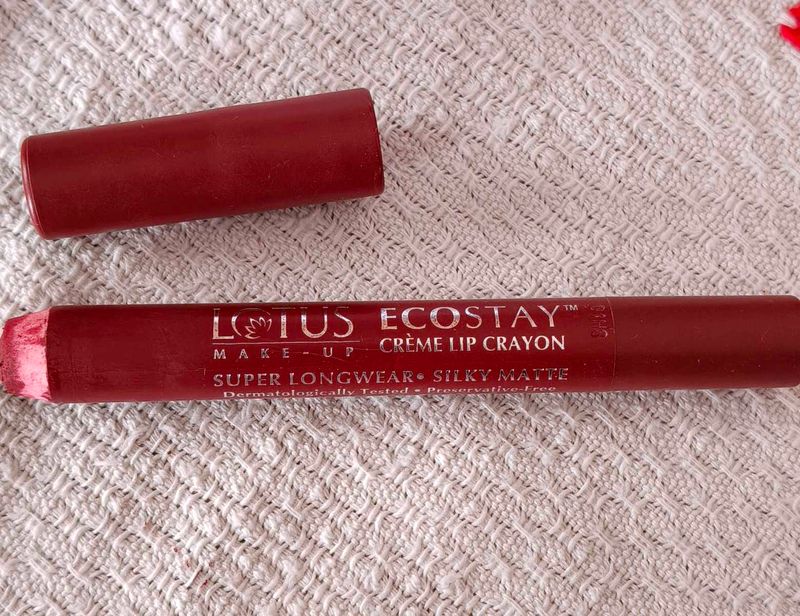 LOTUS
MAKE-UP
ECOSTAY™
CRÈME LIP CRAYON
SUPER LONGWEAR• SILKY MATTE
Dermatologically Tested • Preservative-Free